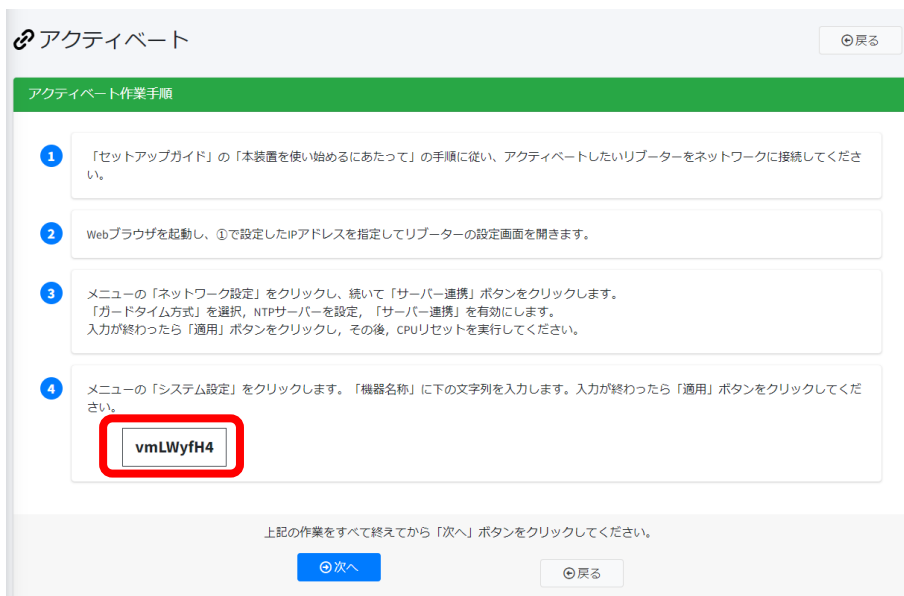 アクティベート
戻る
アクティベート作業手順
1
「セットアップガイド」の「本装置を使い始めるにあたって」の手順に従い、アクティベートしたいリブーターをネットワークに接続してくださ
い。
2
Webブラウザを起動し、①で設定したIPアドレスを指定してリブーターの設定画面を開きます。
3
メニューの「ネットワーク設定」をクリックし、続いて「サーバー連携」ボタンをクリックします。
「ガードタイム方式」を選択, NTPサーバーを設定, 「サーバー連携」を有効にします。
入力が終わったら「適用」ボタンをクリックし, その後, CPUリセットを実行してください。
4
メニューの「システム設定」をクリックします。「機器名称」に下の文字列を入力します。入力が終わったら「適用」ボタンをクリックしてくだ
さい。
vmLWyfH4
上記の作業をすべて終えてから「次へ」ボタンをクリックしてください。
次へ
戻る